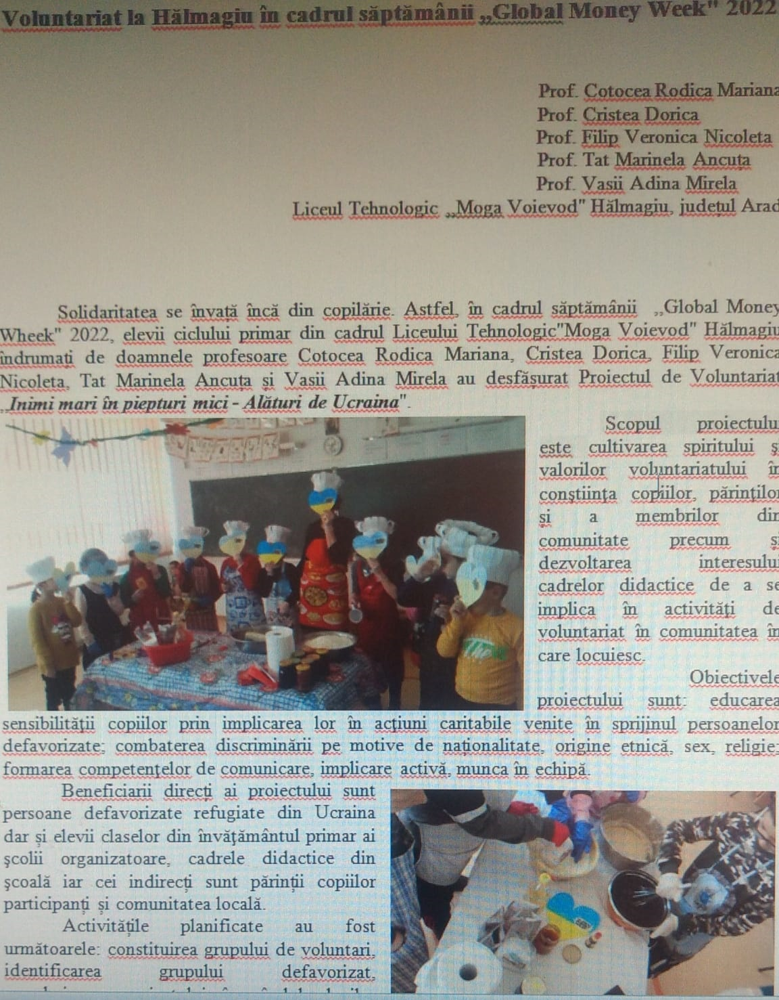 Voluntariat la Hălmagiu în cadrul săptămânii ,,Global Money Week" 2022
Prof. Cotocea Rodica Mariana
Prof. Cristea Dorica
Prof. Filip Veronica Nicoleta
Prof. Tat Marinela Ancuța
Prof. Vasii Adina Mirela
Liceul Tehnologic ,,Moga Voievod" Hălmagiu, județul Arad
Solidaritatea se învață încă din copilărie. Astfel, în cadrul săptămânii ,,Global Money
Wheek" 2022, elevii ciclului primar din cadrul Liceului Tehnologic"Moga Voievod" Hălmagiu
îndrumați de doamnele profesoare Cotocea Rodica Mariana, Cristea Dorica, Filip Veronica
Nicoleta, Tat Marinela Ancuța și Vasii Adina Mirela au desfășurat Proiectul de Voluntariat
,,Inimi mari în piepturi mici - Alături de Ucraina".
Scopul proiectului
este cultivarea spiritului și
valorilor voluntariatului în
conștiința copiilor, părinților
și a membrilor din
comunitate precum și
dezvoltarea interesului
cadrelor didactice de a se
implica în activități de
voluntariat în comunitatea în
care locuiesc.
Obiectivele
proiectului sunt: educarea
sensibilității copiilor prin implicarea lor în acțiuni caritabile venite în sprijinul persoanelor
defavorizate; combaterea discriminării pe motive de naționalitate, origine etnică, sex, religie;
formarea competențelor de comunicare, implicare activă, munca în echipă.
Beneficiarii direcți ai proiectului sunt
persoane defavorizate refugiate din Ucraina
dar și elevii claselor din învățământul primar ai
școlii organizatoare, cadrele didactice din
școală iar cei indirecți sunt părinții copiilor
participanți și comunitatea locală.
Activitățile planificate au fost
următoarele: constituirea grupului de voluntari,
identificarea grupului defavorizat,